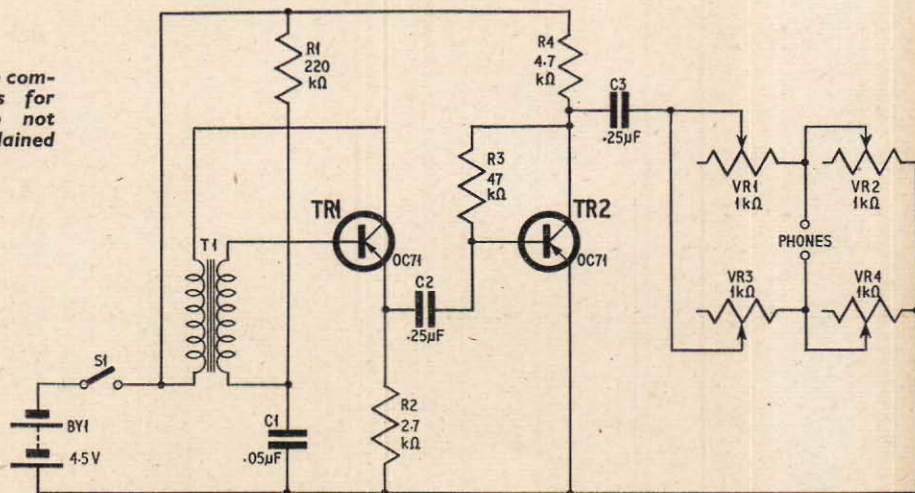 com-
s for
not
lained
R1
220
kΩ
R4
4.7
kΩ
C3
.25µF
R3
47
kΩ
VR1
1kΩ
VR2
1kΩ
TR1
TR2
T1
OC71
OC71
PHONES
C2
.25µF
VR3
1kΩ
VR4
1kΩ
S1
R2
2.7
kΩ
C1
.05µF
BY1
4.5V